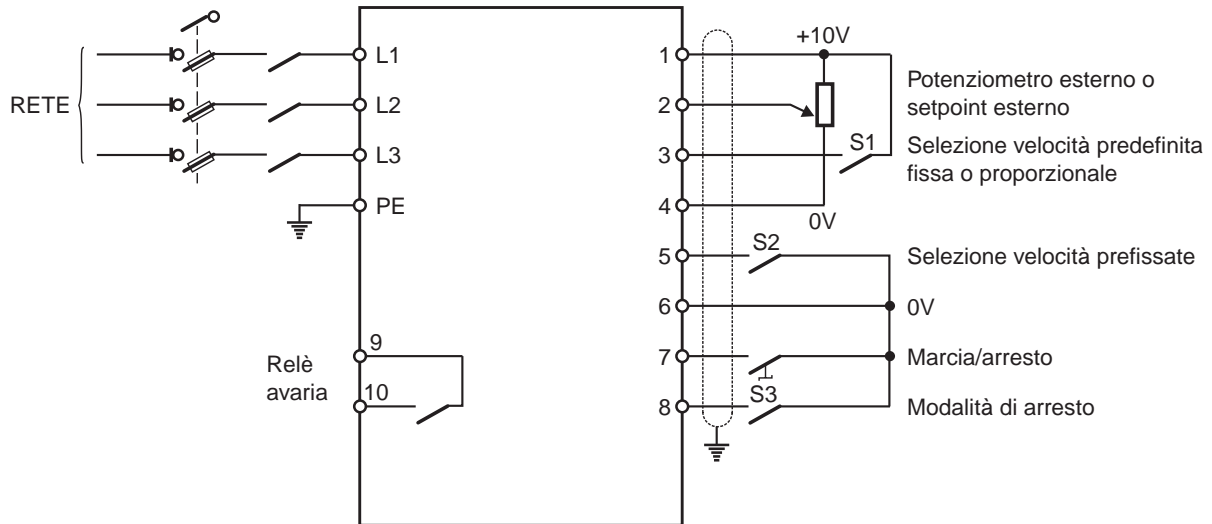 RETE
L1
L2
L3
PE
9
10
Relè
avaria
1
2
3
4
5
6
7
8
+10V
Potenziometro esterno o
setpoint esterno
S1
Selezione velocità predefinita
fissa o proporzionale
0V
S2
Selezione velocità prefissate
0V
Marcia/arresto
S3
Modalità di arresto